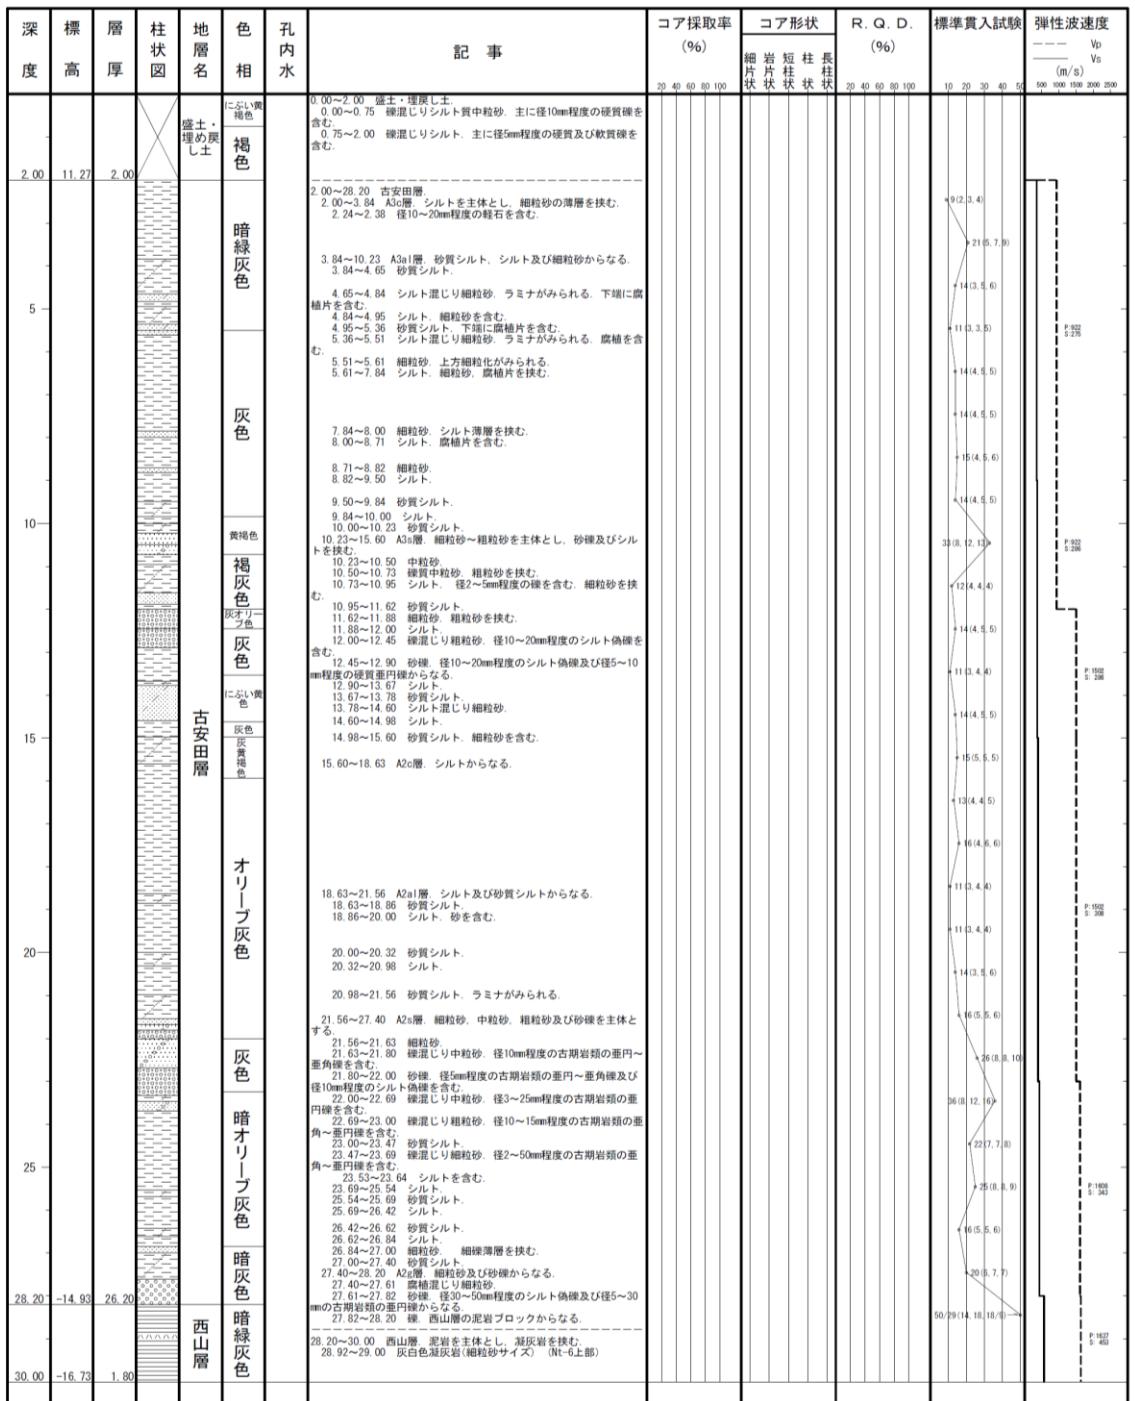 深度
標高
層厚
柱状図
地層名
色相
孔内水
記 事
コア採取率
(%)
20 40 60 80 100
コア形状
細片状
岩片状
短柱状
柱状
長柱状
R. Q. D.
(%)
20 40 60 80 100
標準貫入試験
10 20 30 40 50
弾性波速度
Vp
Vs
(m/s)
500 1000 1500 2000 2500
2.00 11.27 2.00
5
10
15
20
25
28.20 -14.93 26.20
30.00 -16.73 1.80
盛土・埋め戻し土
古安田層
西山層
にぶい黄褐色
褐色
暗緑灰色
灰色
黄褐色
褐灰色
灰オリーブ色
灰色
にぶい黄色
灰色
灰黄褐色
オリーブ灰色
灰色
暗オリーブ灰色
暗灰色
暗緑灰色
0.00~2.00 盛土・埋戻し土.
0.00~0.75 礫混じりシルト質中粒砂. 主に径10mm程度の硬質礫を
含む.
0.75~2.00 礫混じりシルト. 主に径5mm程度の硬質及び軟質礫を
含む.
2.00~28.20 古安田層.
2.00~3.84 A3c層. シルトを主体とし, 細粒砂の薄層を挟む.
2.24~2.38 径10~20mm程度の軽石を含む.
3.84~10.23 A3al層. 砂質シルト, シルト及び細粒砂からなる.
3.84~4.65 砂質シルト.
4.65~4.84 シルト混じり細粒砂. ラミナがみられる. 下端に腐
植片を含む.
4.84~4.95 シルト. 細粒砂を含む.
4.95~5.36 砂質シルト. 下端に腐植片を含む.
5.36~5.51 シルト混じり細粒砂. ラミナがみられる. 腐植を含
む.
5.51~5.61 細粒砂. 上方細粒化がみられる.
5.61~7.84 シルト. 細粒砂, 腐植片を挟む.
7.84~8.00 細粒砂. シルト薄層を挟む.
8.00~8.71 シルト. 腐植片を含む.
8.71~8.82 細粒砂.
8.82~9.50 シルト.
9.50~9.84 砂質シルト.
9.84~10.00 シルト.
10.00~10.23 砂質シルト.
10.23~15.60 A3s層. 細粒砂~粗粒砂を主体とし, 砂礫及びシル
トを挟む.
10.23~10.50 中粒砂.
10.50~10.73 礫質中粒砂. 粗粒砂を挟む.
10.73~10.95 シルト. 径2~5mm程度の礫を含む. 細粒砂を挟
む.
10.95~11.62 砂質シルト.
11.62~11.88 細粒砂. 粗粒砂を挟む.
11.88~12.00 シルト.
12.00~12.45 礫混じり粗粒砂. 径10~20mm程度のシルト偽礫を
含む.
12.45~12.90 砂礫. 径10~20mm程度のシルト偽礫及び径5~10
mm程度の硬質亜円礫からなる.
12.90~13.67 シルト.
13.67~13.78 砂質シルト.
13.78~14.60 シルト混じり細粒砂.
14.60~14.98 シルト.
14.98~15.60 砂質シルト. 細粒砂を含む.
15.60~18.63 A2c層. シルトからなる.
18.63~21.56 A2al層. シルト及び砂質シルトからなる.
18.63~18.86 砂質シルト.
18.86~20.00 シルト. 砂を含む.
20.00~20.32 砂質シルト.
20.32~20.98 シルト.
20.98~21.56 砂質シルト. ラミナがみられる.
21.56~27.40 A2s層. 細粒砂, 中粒砂, 粗粒砂及び砂礫を主体と
する.
21.56~21.63 細粒砂.
21.63~21.80 礫混じり中粒砂. 径10mm程度の古期岩類の亜円~
亜角礫を含む.
21.80~22.00 砂礫. 径5mm程度の古期岩類の亜円~亜角礫及び
径10mm程度のシルト偽礫を含む.
22.00~22.69 礫混じり中粒砂. 径3~25mm程度の古期岩類の亜
円礫を含む.
22.69~23.00 礫混じり粗粒砂. 径10~15mm程度の古期岩類の亜
角~亜円礫を含む.
23.00~23.47 砂質シルト.
23.47~23.69 礫混じり細粒砂. 径2~50mm程度の古期岩類の亜
角~亜円礫を含む.
23.53~23.64 シルトを含む.
23.69~25.54 シルト.
25.54~25.69 砂質シルト.
25.69~26.42 シルト.
26.42~26.62 砂質シルト.
26.62~26.84 シルト.
26.84~27.00 細粒砂. 細礫薄層を挟む.
27.00~27.40 砂質シルト.
27.40~28.20 A2g層. 細粒砂及び砂礫からなる.
27.40~27.61 腐植混じり細粒砂.
27.61~27.82 砂礫. 径30~50mm程度のシルト偽礫及び径5~30
mmの古期岩類の亜円礫からなる.
27.82~28.20 礫. 西山層の泥岩ブロックからなる.
28.20~30.00 西山層. 泥岩を主体とし, 凝灰岩を挟む.
28.92~29.00 灰白色凝灰岩(細粒砂サイズ) (Nt-6上部)
9(2, 3, 4)
21(5, 7, 9)
14(3, 5, 6)
11(3, 3, 5)
14(4, 5, 5)
14(4, 5, 5)
15(4, 5, 6)
14(4, 5, 5)
33(8, 12, 13)
12(4, 4, 4)
14(4, 5, 5)
11(3, 4, 4)
14(4, 5, 5)
15(5, 5, 5)
13(4, 4, 5)
16(4, 6, 6)
11(3, 4, 4)
11(3, 4, 4)
14(3, 5, 6)
16(5, 5, 6)
26(8, 8, 10)
36(8, 12, 16)
22(7, 7, 8)
25(8, 8, 9)
16(5, 5, 6)
20(6, 7, 7)
50/29(14, 18, 18/9)
P:922
S:275
P:922
S:286
P:1502
S: 286
P:1502
S: 308
P:1608
S: 343
P:1627
S: 453